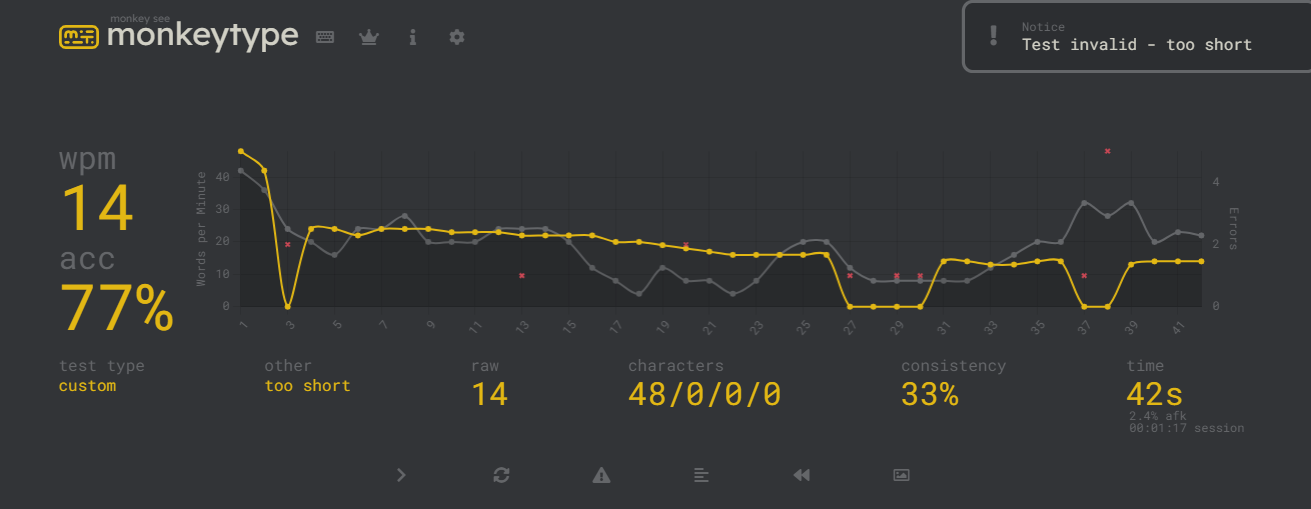 monkey see
monkeytype
Notice
Test invalid - too short
wpm
14
acc
77%
Words per Minute
40
30
20
10
0
4
2
0
Errors
1 3 5 7 9 11 13 15 17 19 21 23 25 27 29 31 33 35 37 39 41
test type
custom
other
too short
raw
14
characters
48/0/0/0
consistency
33%
time
42s
2.4% afk
00:01:17 session